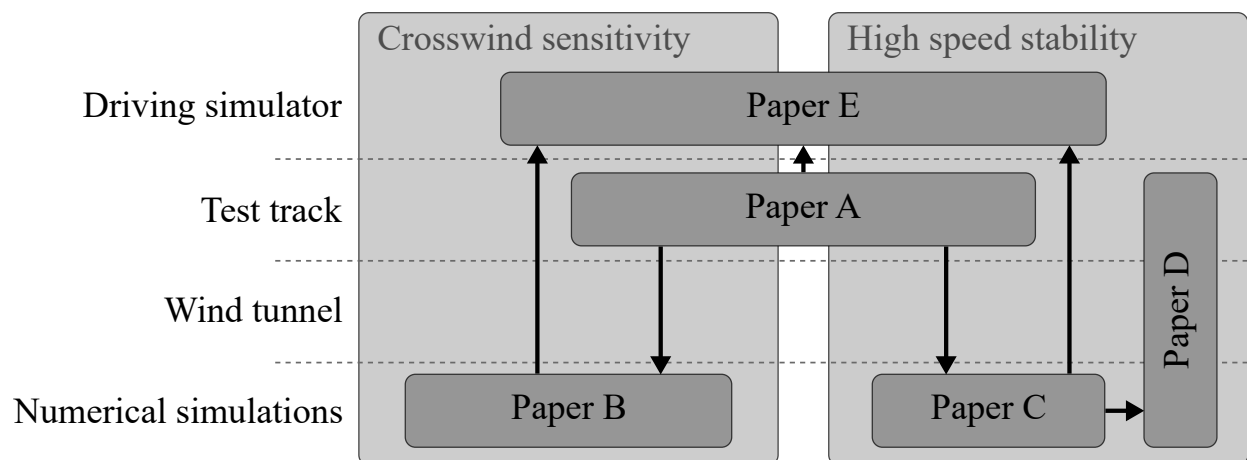 Crosswind sensitivity
High speed stability
Driving simulator
Paper E
Test track
Paper A
Wind tunnel
Paper D
Numerical simulations
Paper B
Paper C